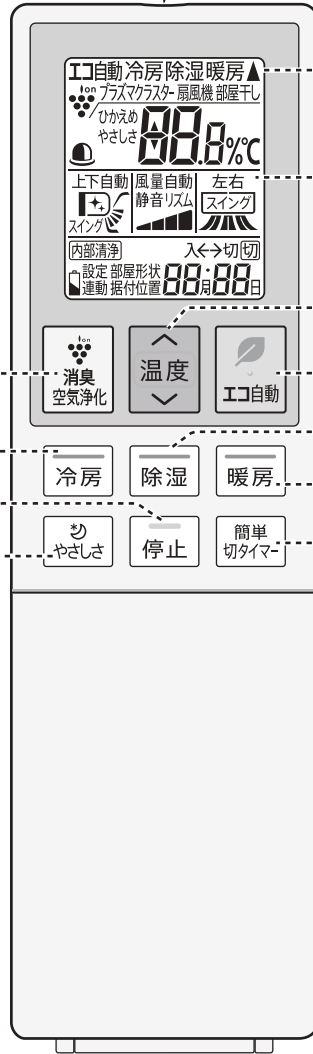 エコ自動 冷房 除湿 暖房▲
ion プラズマクラスター 扇風機 部屋干し
ひかえめ
やさしさ 88.8%℃
上下自動 風量自動 左右
静音 リズム スイング
スイング
内部清浄 入←→切 切
設定 部屋形状
連動 据付位置 88月88日
ion
消臭
空気浄化
温度
エコ自動
冷房 除湿 暖房
やさしさ 停止 簡単
切タイマー